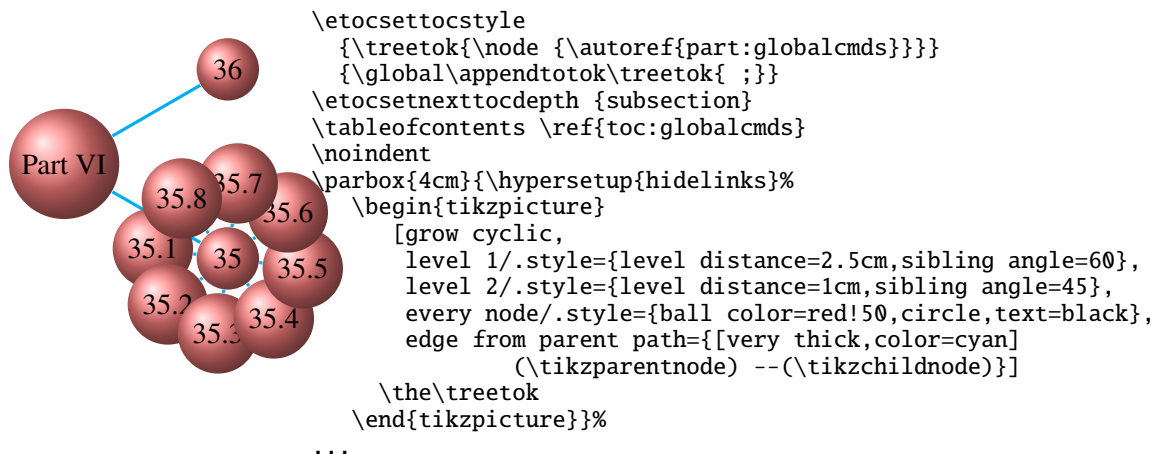 36
Part VI
35.8
35.7
35.6
35.1
35
35.5
35.2
35.3
35.4
\etocsettocstyle
  {\treetok{\node {\autoref{part:globalcmds}}}}
  {\global\appendtotok\treetok{ ;}}
\etocsetnexttocdepth {subsection}
\tableofcontents \ref{toc:globalcmds}
\noindent
\parbox{4cm}{\hypersetup{hidelinks}%
   \begin{tikzpicture}
      [grow cyclic,
       level 1/.style={level distance=2.5cm,sibling angle=60},
       level 2/.style={level distance=1cm,sibling angle=45},
       every node/.style={ball color=red!50,circle,text=black},
       edge from parent path={[very thick,color=cyan]
               (\tikzparentnode) --(\tikzchildnode)}]
     \the\treetok
   \end{tikzpicture}}%
...